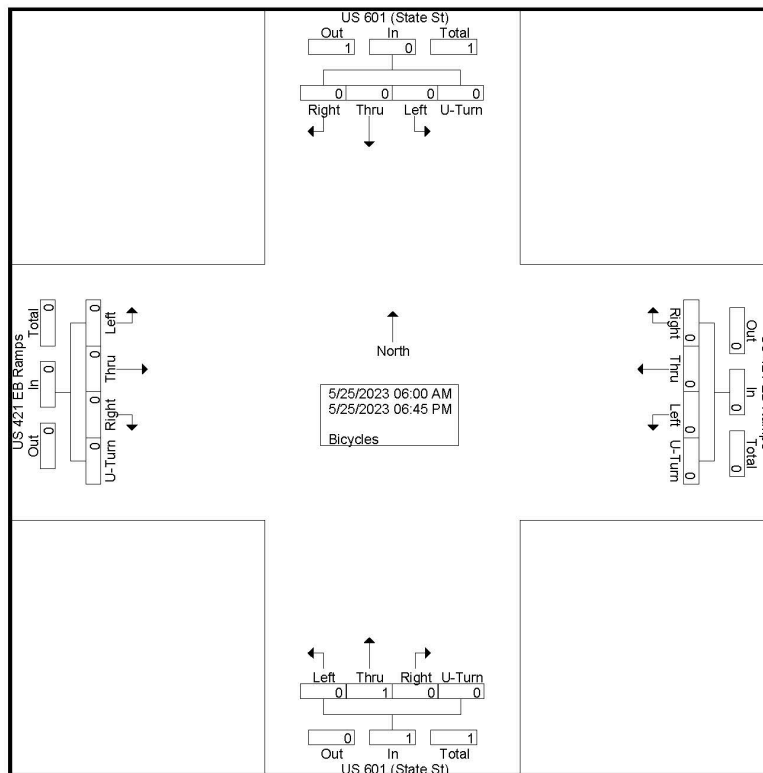 US 601 (State St)
Out In Total
1 0 1
0 0 0 0
Right Thru Left U-Turn
US 421 EB Ramps
Total In Out
0 0 0
0 0 0 0
Left Thru Right U-Turn
North
5/25/2023 06:00 AM
5/25/2023 06:45 PM
Bicycles
Right Thru Left U-Turn
0 0 0 0
0 0 0
Out In Total
Left Thru Right U-Turn
0 1 0 0
0 1 1
Out In Total
US 601 (State St)